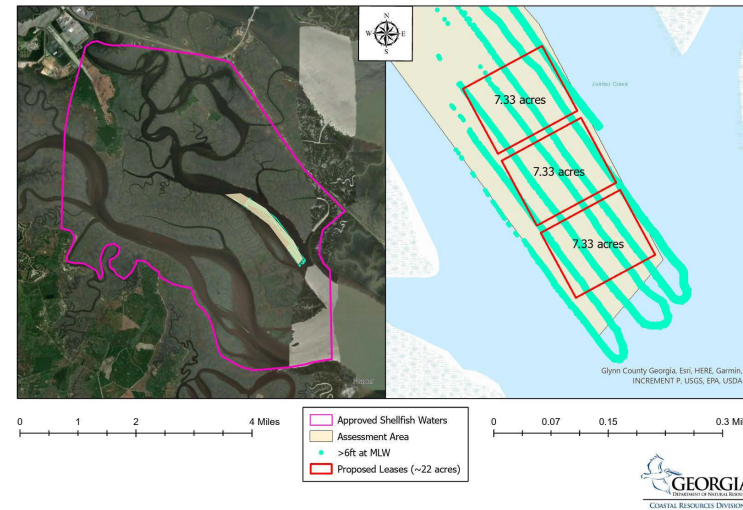 N
W
E
S
Jointer Creek
7.33 acres
7.33 acres
7.33 acres
Glynn County Georgia, Esri, HERE, Garmin,
INCREMENT P, USGS, EPA, USDA
0 1 2 4 Miles
Approved Shellfish Waters
Assessment Area
>6ft at MLW
Proposed Leases (~22 acres)
0 0.07 0.15 0.3 Mil
GEORGIA
DEPARTMENT OF NATURAL RESOUR
COASTAL RESOURCES DIVISION